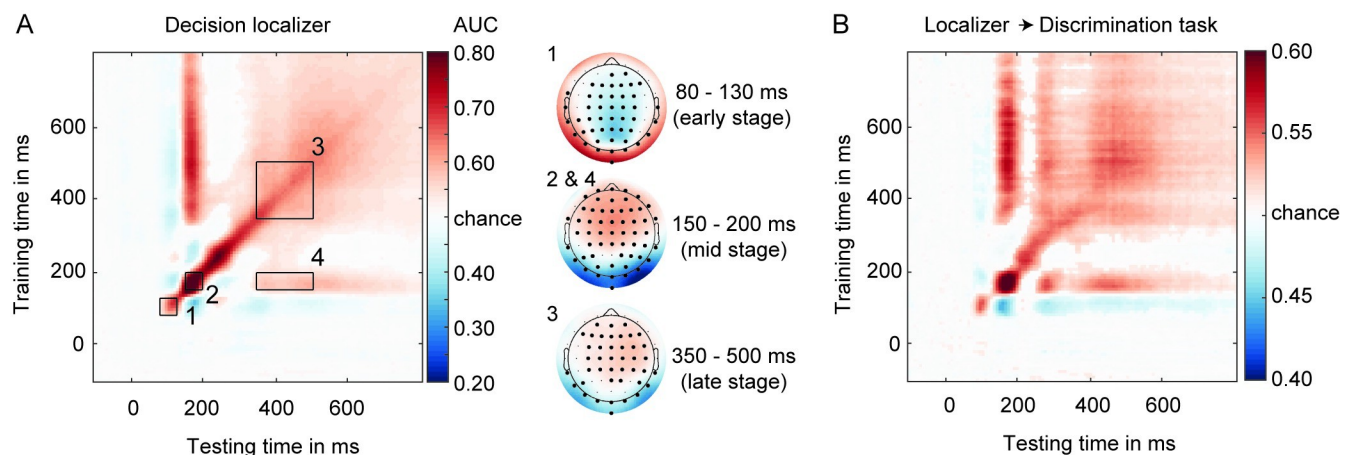 A
Decision localizer
AUC
0.80
0.70
0.60
chance
0.40
0.30
0.20
Training time in ms
600
400
200
0
0
200
400
600
Testing time in ms
1
2
3
4
1
80 - 130 ms
(early stage)
2 & 4
150 - 200 ms
(mid stage)
3
350 - 500 ms
(late stage)
B
Localizer → Discrimination task
0.60
0.55
chance
0.45
0.40
Training time in ms
600
400
200
0
0
200
400
600
Testing time in ms